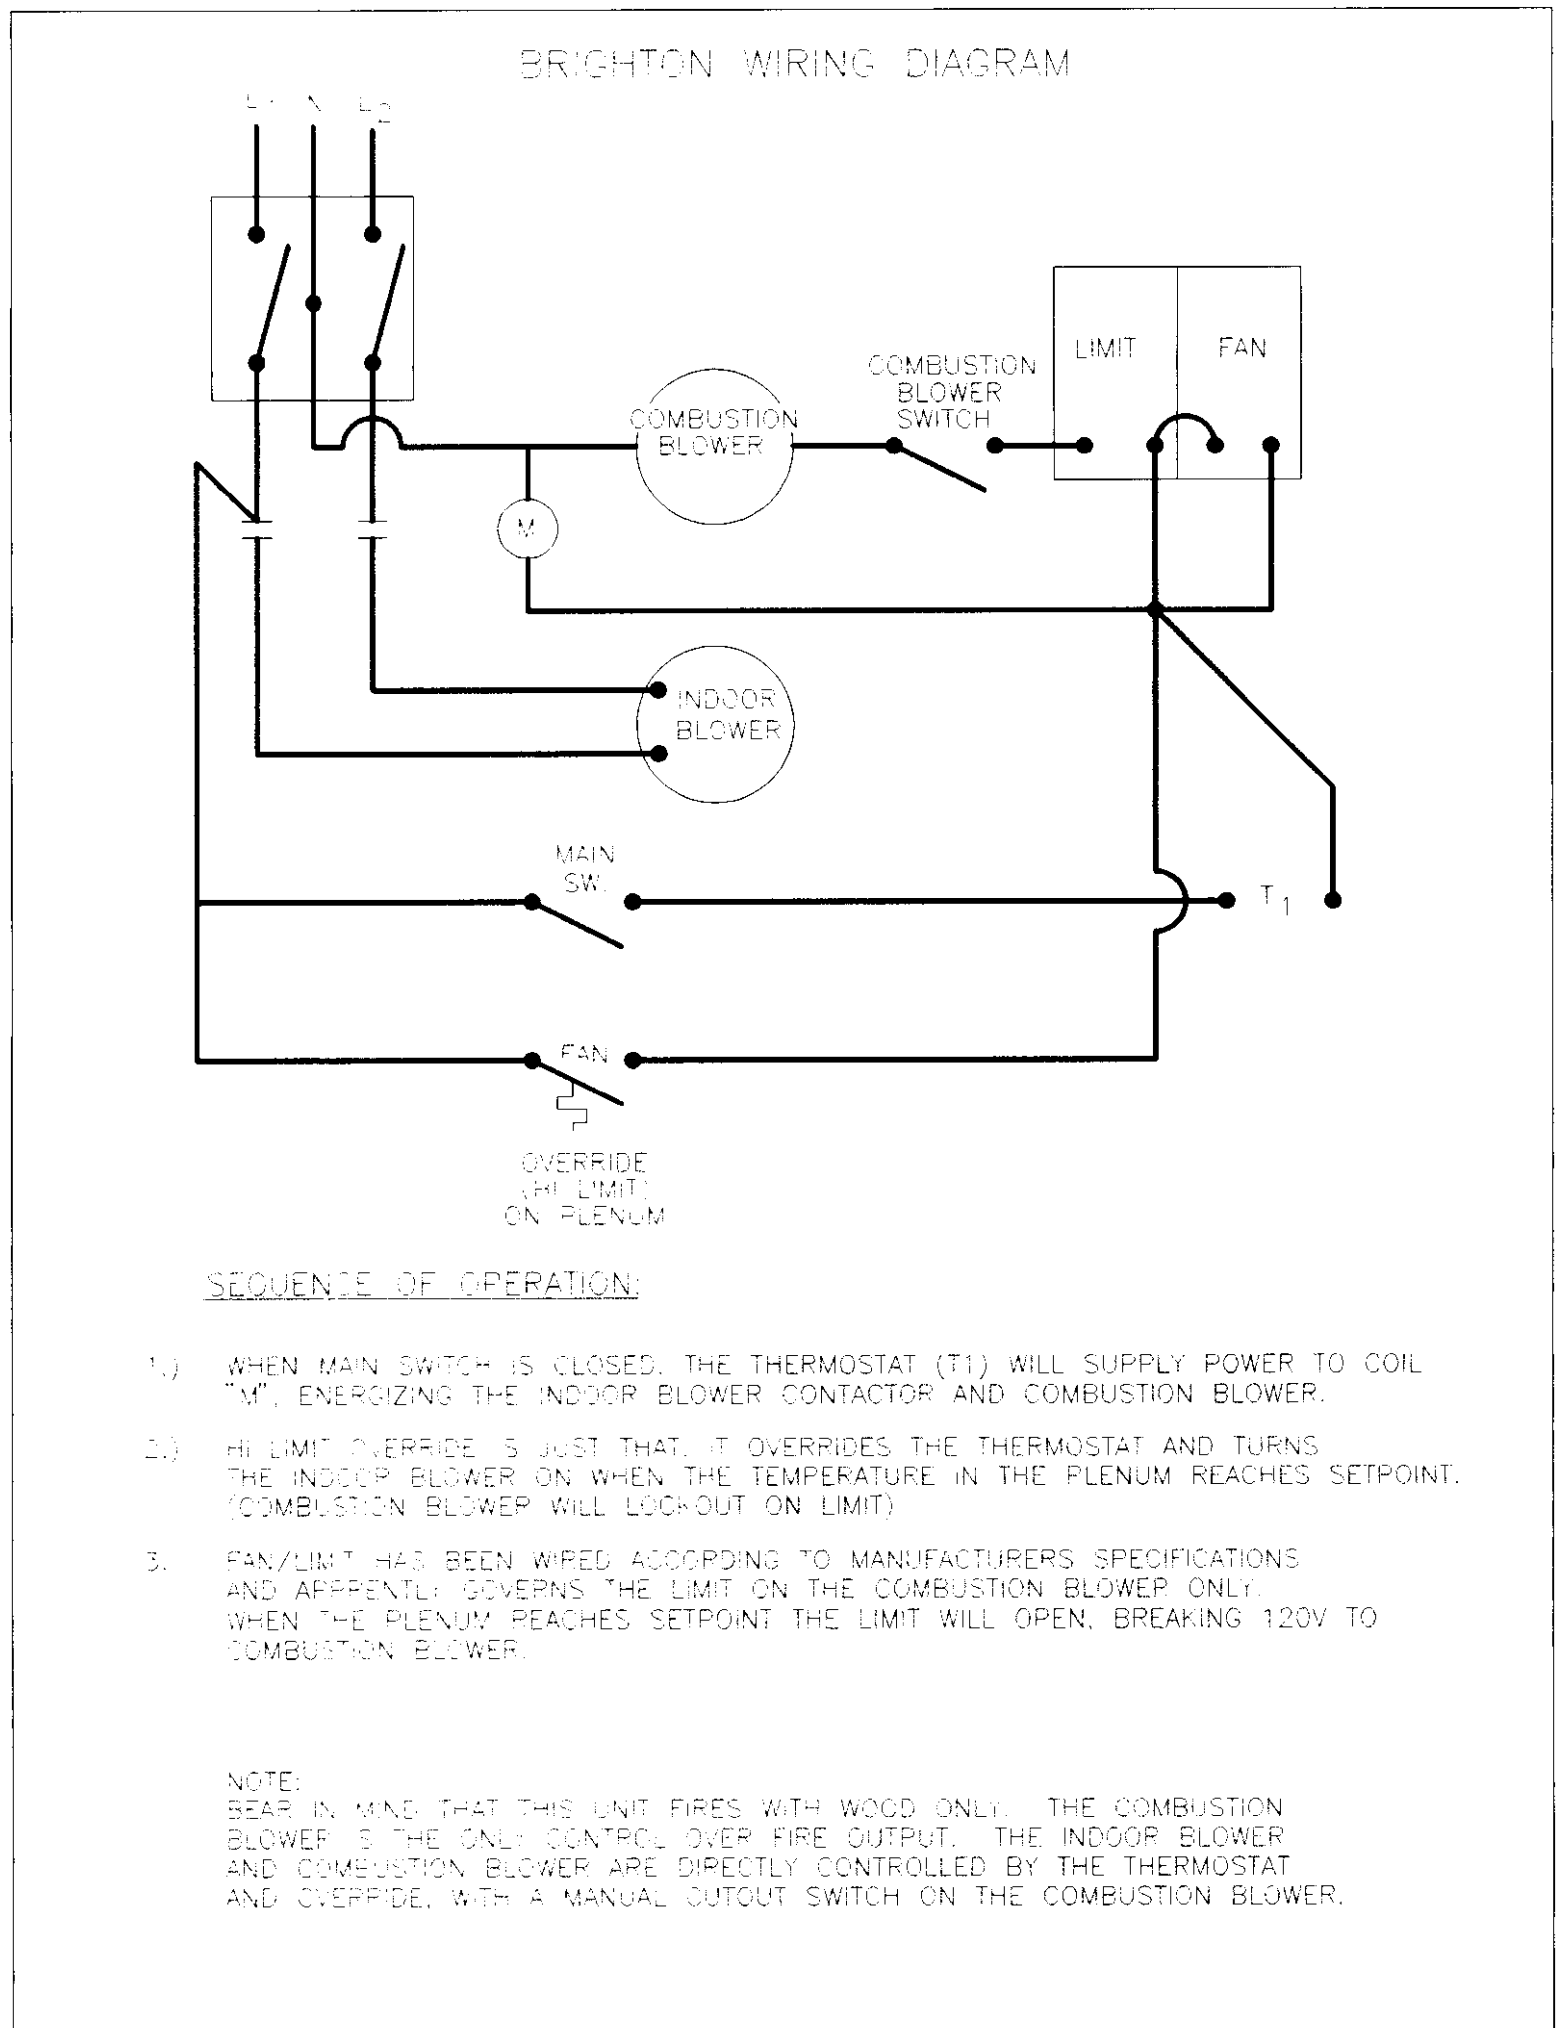 BRIGHTON WIRING DIAGRAM
N L2
LIMIT FAN
COMBUSTION
BLOWER
SWITCH
COMBUSTION
BLOWER
M
INDOOR
BLOWER
MAIN
SW.
T1
FAN
OVERRIDE
(HI LIMIT)
ON PLENUM
SEQUENCE OF OPERATION:
1.) WHEN MAIN SWITCH IS CLOSED, THE THERMOSTAT (T1) WILL SUPPLY POWER TO COIL
"M", ENERGIZING THE INDOOR BLOWER CONTACTOR AND COMBUSTION BLOWER.
2.) HI LIMIT OVERRIDE IS JUST THAT, IT OVERRIDES THE THERMOSTAT AND TURNS
THE INDOOR BLOWER ON WHEN THE TEMPERATURE IN THE PLENUM REACHES SETPOINT.
(COMBUSTION BLOWER WILL LOCKOUT ON LIMIT)
3. FAN/LIMIT HAS BEEN WIRED ACCORDING TO MANUFACTURERS SPECIFICATIONS
AND GOVERNS THE LIMIT ON THE COMBUSTION BLOWER ONLY.
WHEN THE PLENUM REACHES SETPOINT THE LIMIT WILL OPEN, BREAKING 120V TO
COMBUSTION BLOWER.
NOTE:
BEAR IN MIND THAT THIS UNIT FIRES WITH WOOD ONLY. THE COMBUSTION
BLOWER IS THE ONLY CONTROL OVER FIRE OUTPUT. THE INDOOR BLOWER
AND COMBUSTION BLOWER ARE DIRECTLY CONTROLLED BY THE THERMOSTAT
AND OVERRIDE, WITH A MANUAL CUTOUT SWITCH ON THE COMBUSTION BLOWER.